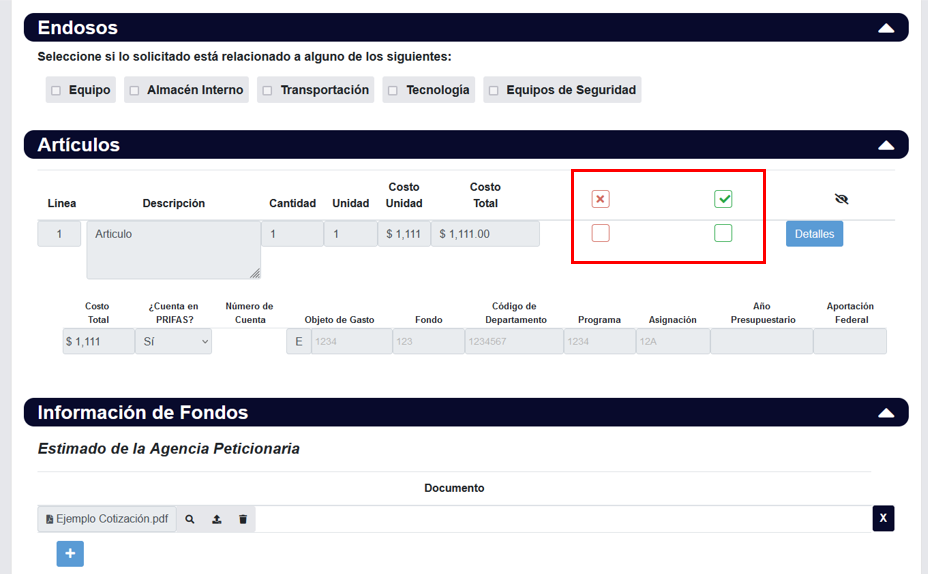 Endosos
Seleccione si lo solicitado está relacionado a alguno de los siguientes:
Equipo Almacén Interno Transportación Tecnología Equipos de Seguridad
Artículos
Línea Descripción Cantidad Unidad Costo Unidad Costo Total
1 Articulo 1 1 $ 1,111 $ 1,111.00 Detalles
Costo Total ¿Cuenta en PRIFAS? Número de Cuenta Objeto de Gasto Fondo Código de Departamento Programa Asignación Año Presupuestario Aportación Federal
$ 1,111 Sí E 1234 123 1234567 1234 12A
Información de Fondos
Estimado de la Agencia Peticionaria
Documento
Ejemplo Cotización.pdf X
+